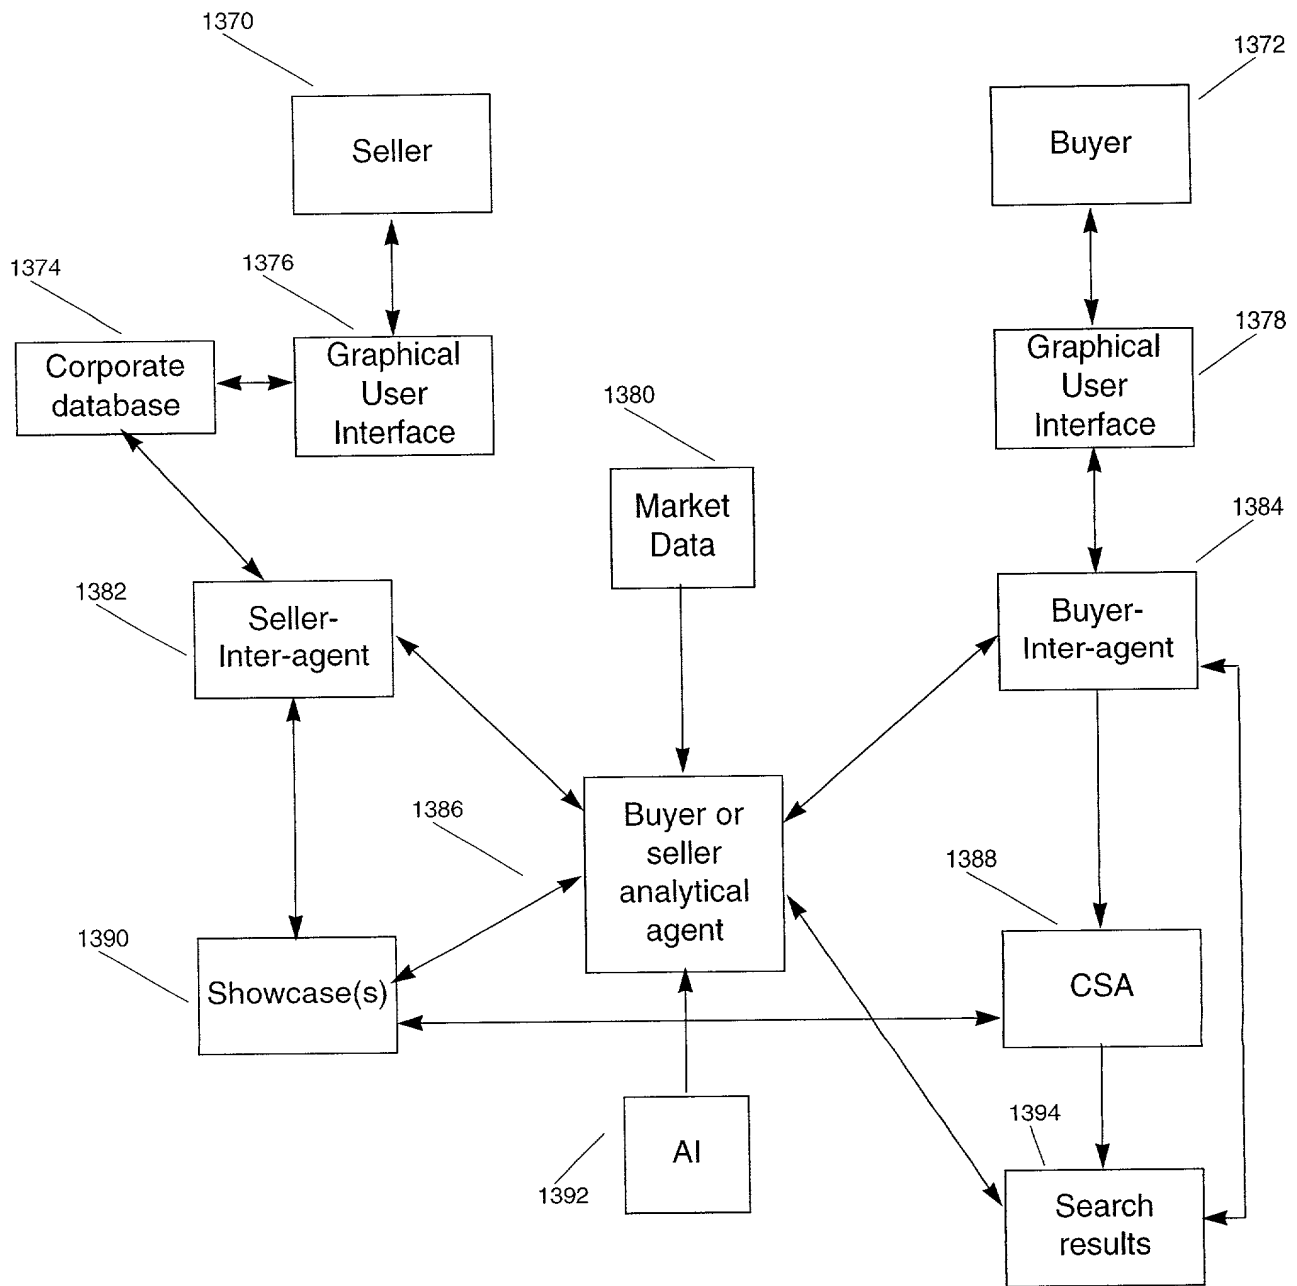 1370
1372
Seller
Buyer
1374
1376
1378
Corporate
database
Graphical
User
Interface
Graphical
User
Interface
1380
Market
Data
1384
1382
Seller-
Inter-agent
Buyer-
Inter-agent
1386
Buyer or
seller
analytical
agent
1388
1390
Showcase(s)
CSA
1392
AI
1394
Search
results